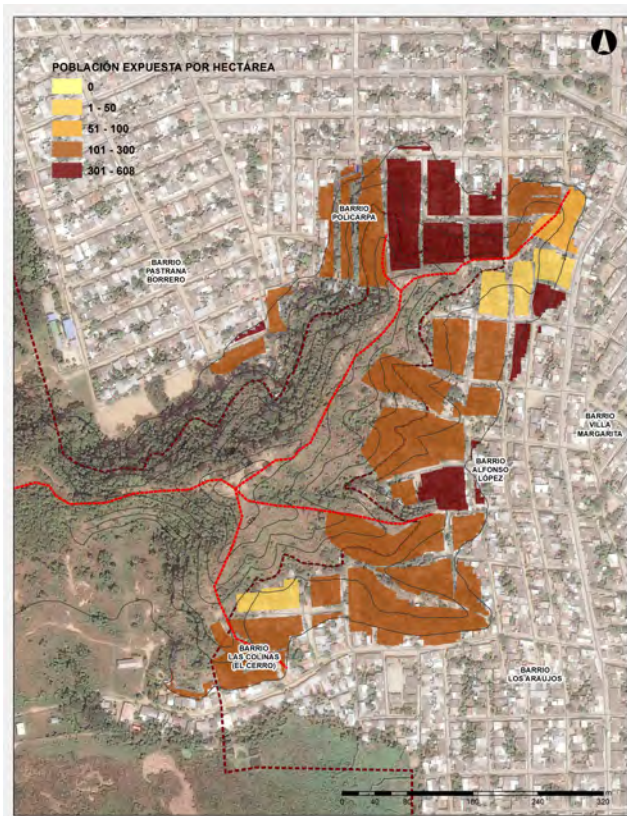 POBLACIÓN EXPUESTA POR HECTÁREA
0
1 - 50
51 - 100
101 - 300
301 - 608
BARRIO
POLICARPA
BARRIO
PASTRANA
BORRERO
BARRIO
VILLA
MARGARITA
BARRIO
ALFONSO
LÓPEZ
BARRIO
LAS COLINAS
(EL CERRO)
BARRIO
LOS ARAUJOS
0 40 80 160 240 320
m